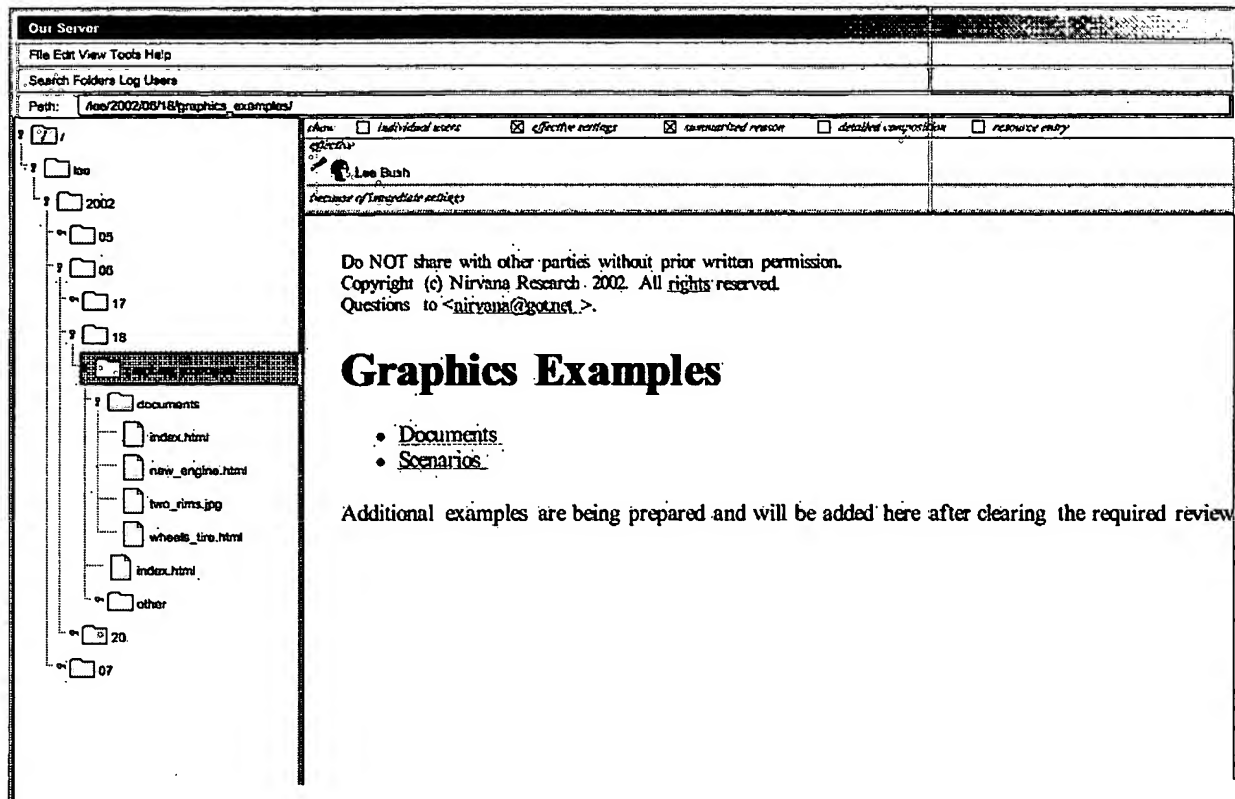 Our Server
File Edit View Tools Help
Search Folders Log Users
Path: /lee/2002/06/18/graphics_examples/
show: individual users effective settings summarized reason detailed composition resource entry
effective
Lee Bush
because of immediate settings
/
lee
2002
05
06
17
18
documents
index.html
new_engine.html
two_rims.jpg
wheels_tire.html
index.html
other
20
07
Do NOT share with other parties without prior written permission.
Copyright (c) Nirvana Research 2002. All rights reserved.
Questions to <nirvana@gotnet >.
Graphics Examples
Documents
Scenarios
Additional examples are being prepared and will be added here after clearing the required review